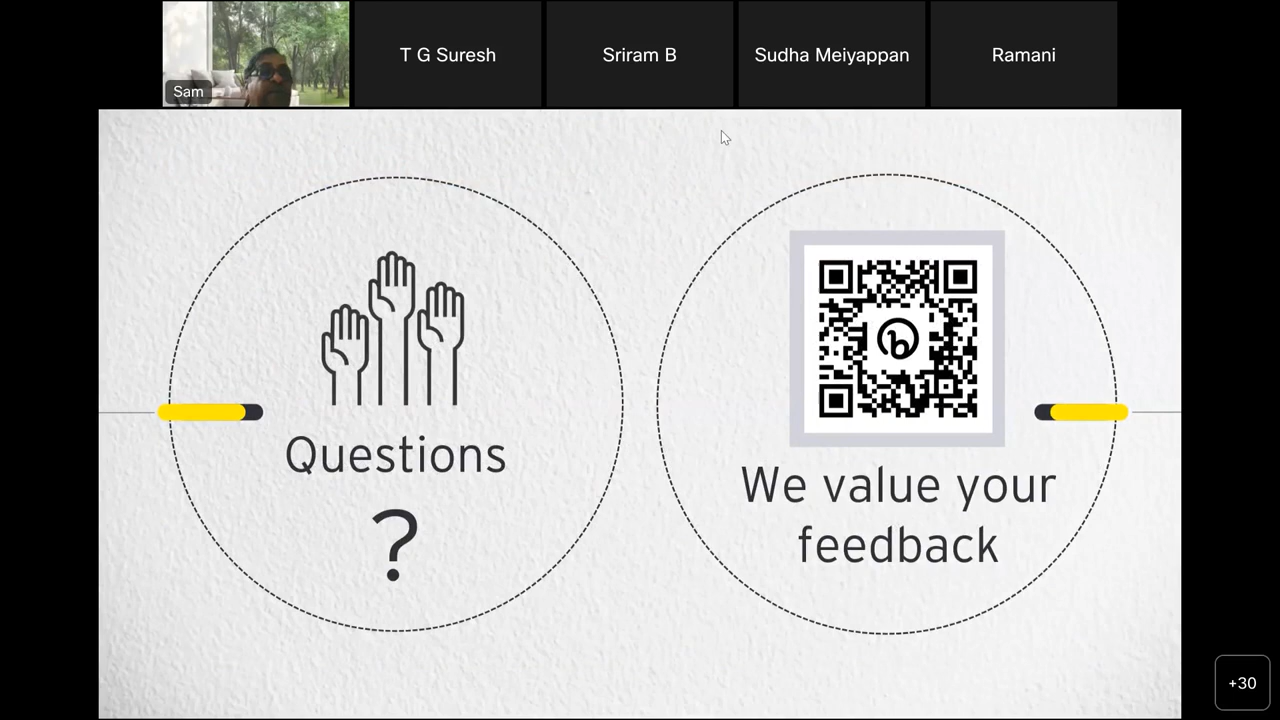 Sam
T G Suresh
Sriram B
Sudha Meiyappan
Ramani
Questions
?
We value your
feedback
+30